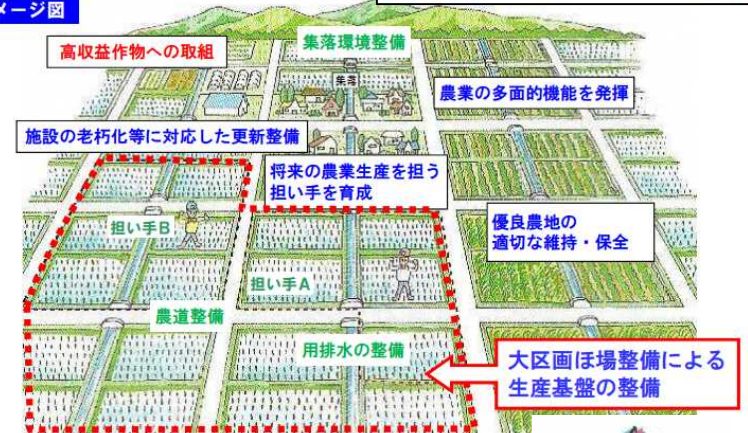 メージ図
集落環境整備
高収益作物への取組
集落
農業の多面的機能を発揮
施設の老朽化等に対応した更新整備
将来の農業生産を担う
担い手を育成
優良農地の
適切な維持・保全
担い手B
担い手A
農道整備
用排水の整備
大区画ほ場整備による
生産基盤の整備